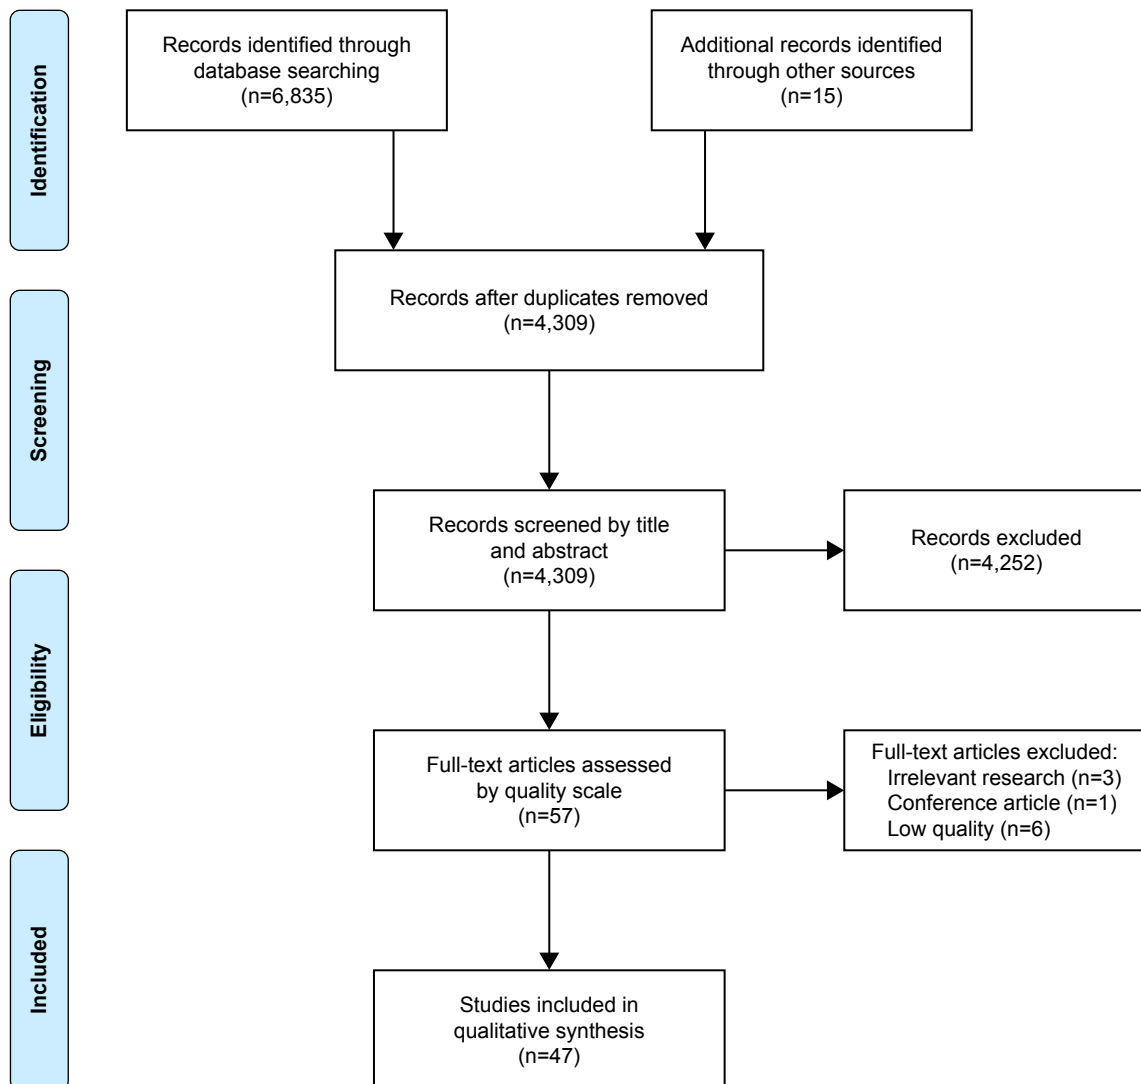 Identification
Records identified through
database searching
(n=6,835)
Additional records identified
through other sources
(n=15)
Records after duplicates removed
(n=4,309)
Screening
Records screened by title
and abstract
(n=4,309)
Records excluded
(n=4,252)
Eligibility
Full-text articles assessed
by quality scale
(n=57)
Full-text articles excluded:
Irrelevant research (n=3)
Conference article (n=1)
Low quality (n=6)
Included
Studies included in
qualitative synthesis
(n=47)